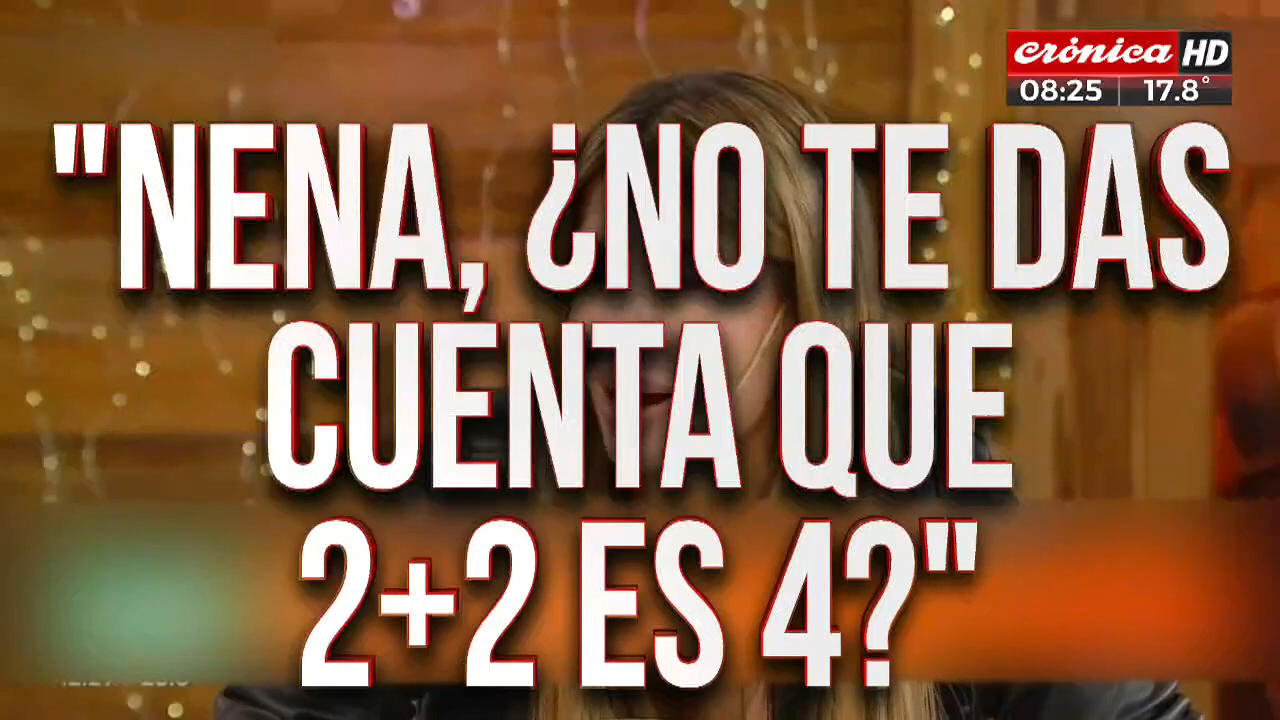 crónica HD
08:25 17.8°
"NENA, ¿NO TE DAS
CUENTA QUE
2+2 ES 4?"